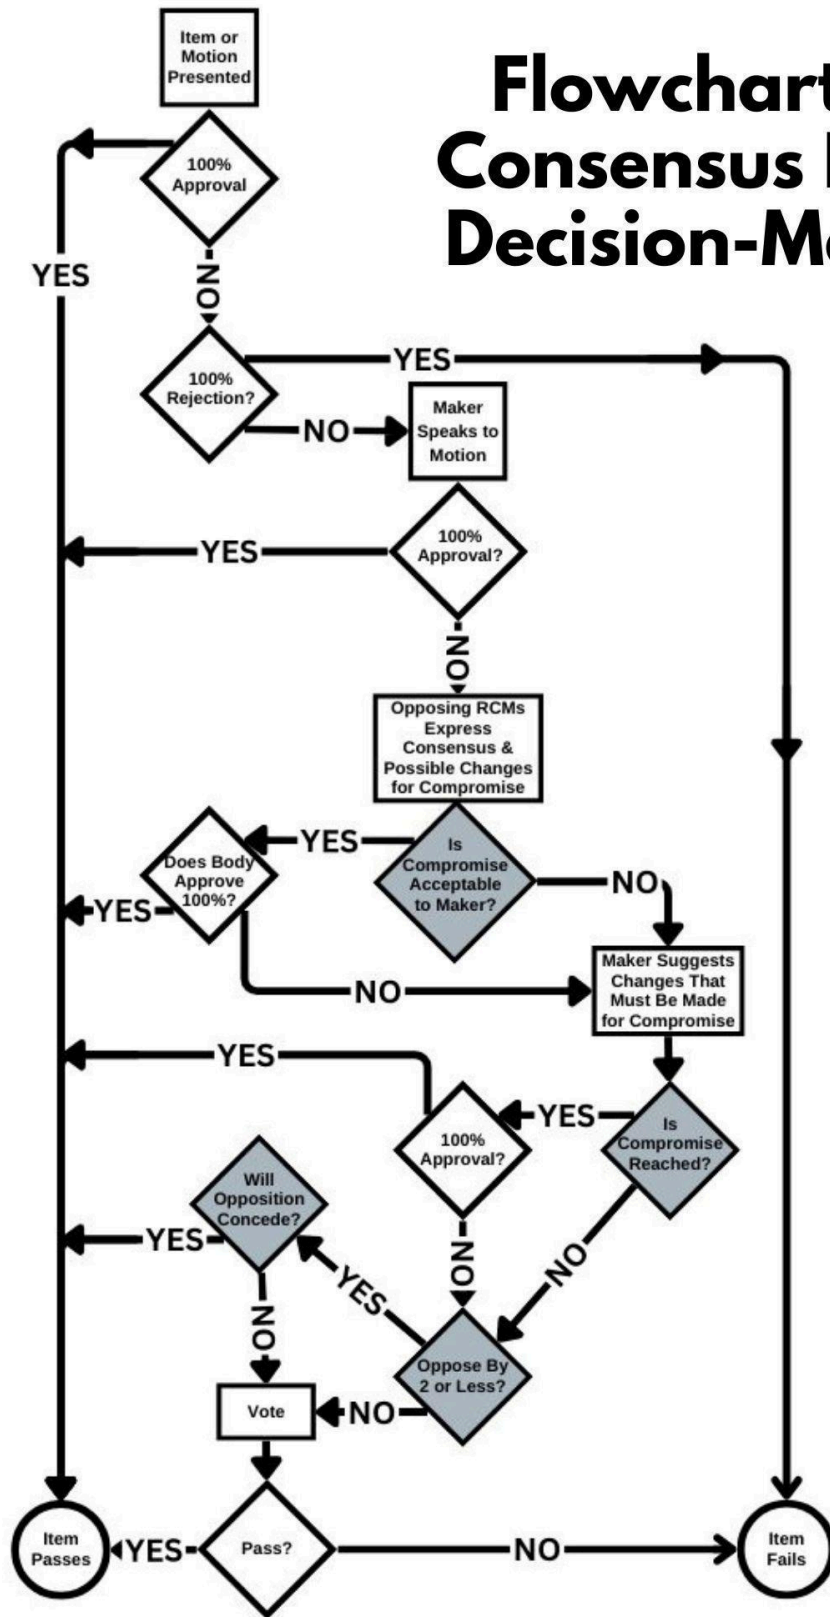 Item or
Motion
Presented
Flowchart
Consensus
Decision-M
100%
Approval
YES
NO
100%
Rejection?
YES
NO
Maker
Speaks to
Motion
100%
Approval?
YES
NO
Opposing RCMs
Express
Consensus &
Possible Changes
for Compromise
Is
Compromise
Acceptable
to Maker?
YES
NO
Does Body
Approve
100%?
YES
NO
Maker Suggests
Changes That
Must Be Made
for Compromise
Is
Compromise
Reached?
YES
NO
100%
Approval?
YES
NO
Oppose By
2 or Less?
YES
NO
Will
Opposition
Concede?
YES
NO
Vote
Pass?
YES
NO
Item
Passes
Item
Fails